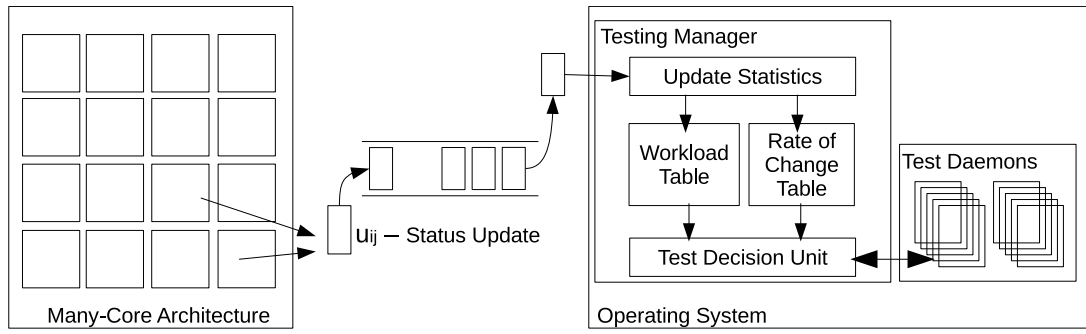 Testing Manager
Update Statistics
Workload
Table
Rate of
Change
Table
Test Daemons
uij – Status Update
Test Decision Unit
Many-Core Architecture
Operating System